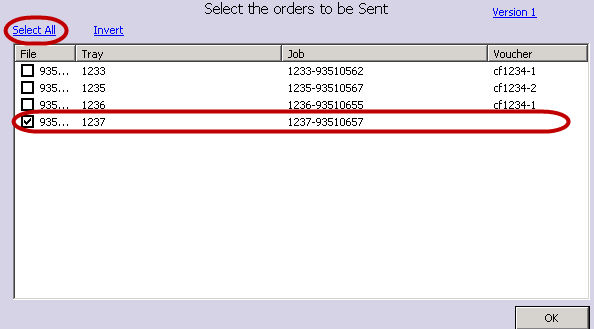 Select the orders to be Sent
Version 1
Select All Invert
File Tray Job Voucher
935... 1233 1233-93510562 cf1234-1
935... 1235 1235-93510567 cf1234-2
935... 1236 1236-93510655 cf1234-1
935... 1237 1237-93510657
OK